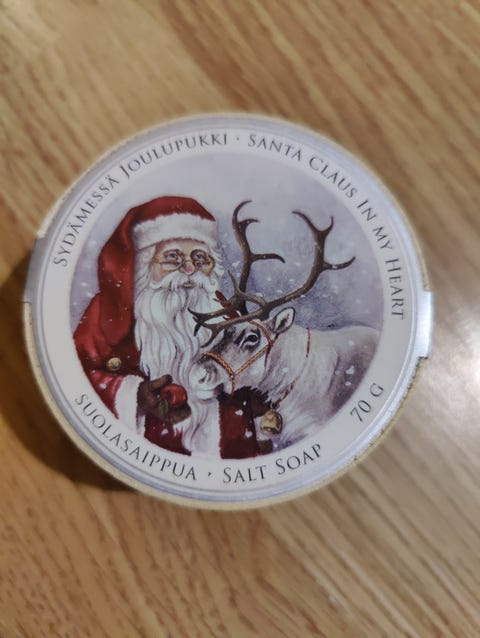 Sydämessä Joulupukki · Santa Claus in my Heart
Suolasaippua · Salt Soap 70 g